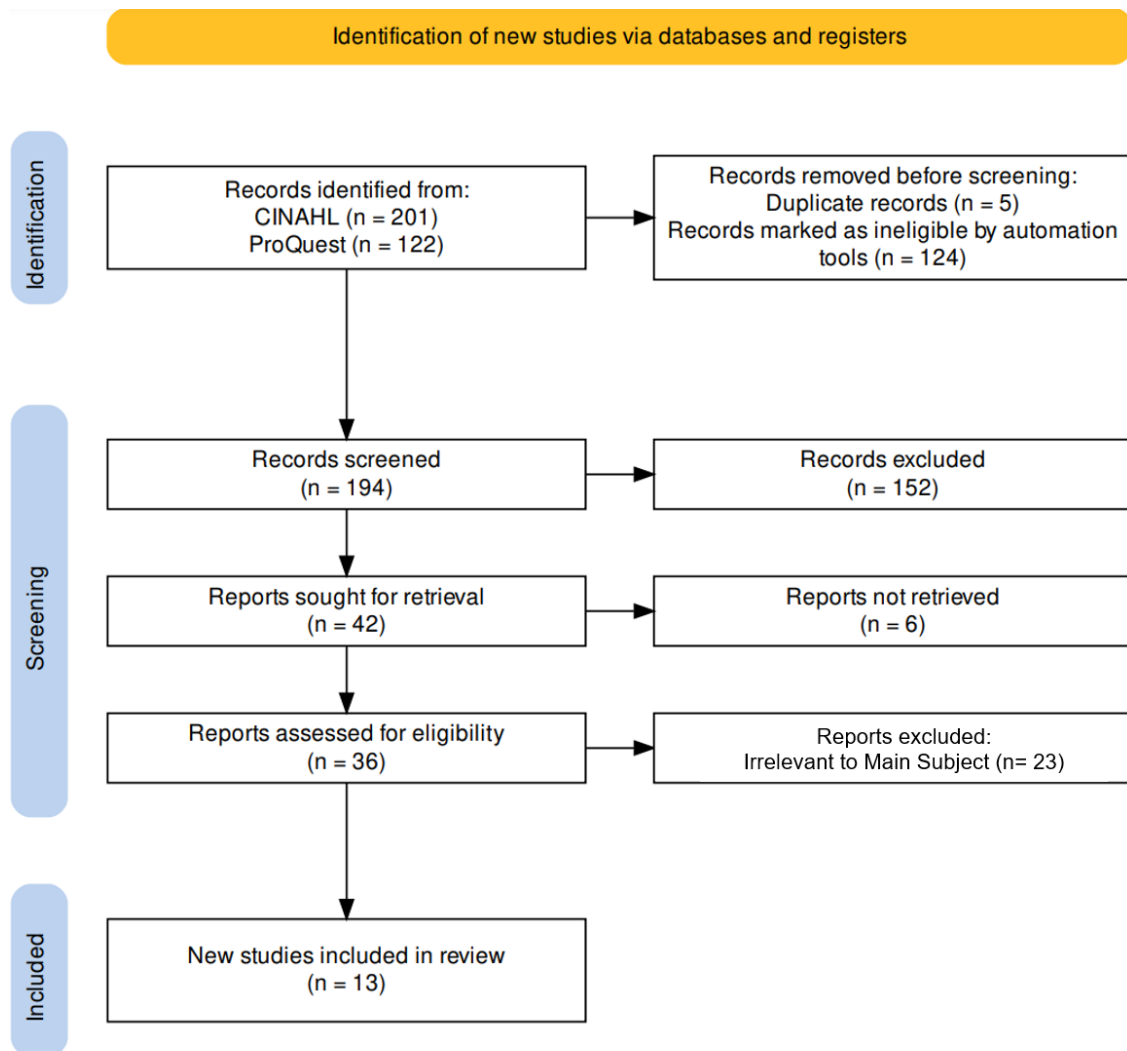 Identification of new studies via databases and registers
Identification
Records identified from:
CINAHL (n = 201)
ProQuest (n = 122)
Records removed before screening:
Duplicate records (n = 5)
Records marked as ineligible by automation
tools (n = 124)
Screening
Records screened
(n = 194)
Records excluded
(n = 152)
Reports sought for retrieval
(n = 42)
Reports not retrieved
(n = 6)
Reports assessed for eligibility
(n = 36)
Reports excluded:
Irrelevant to Main Subject (n= 23)
Included
New studies included in review
(n = 13)